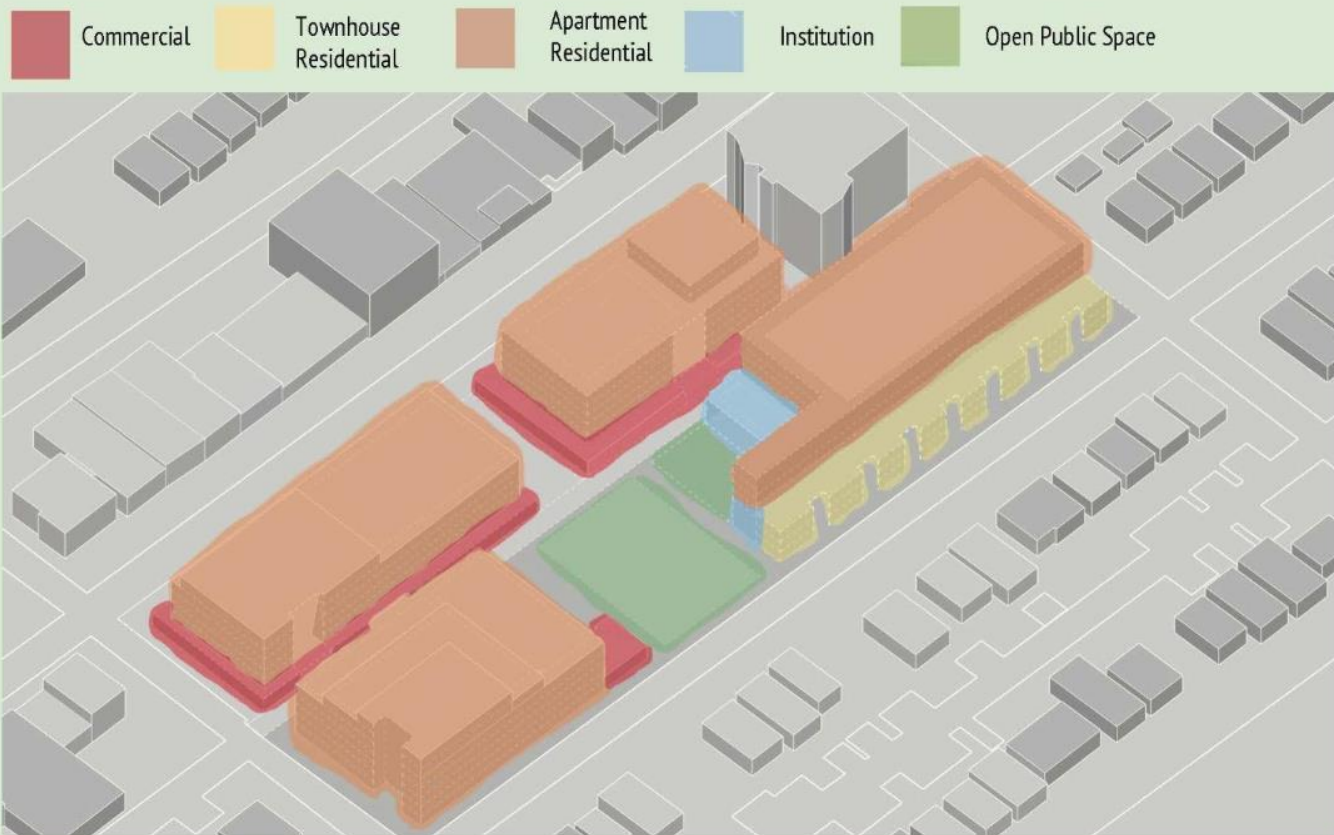 Commercial
Townhouse
Residential
Apartment
Residential
Institution
Open Public Space